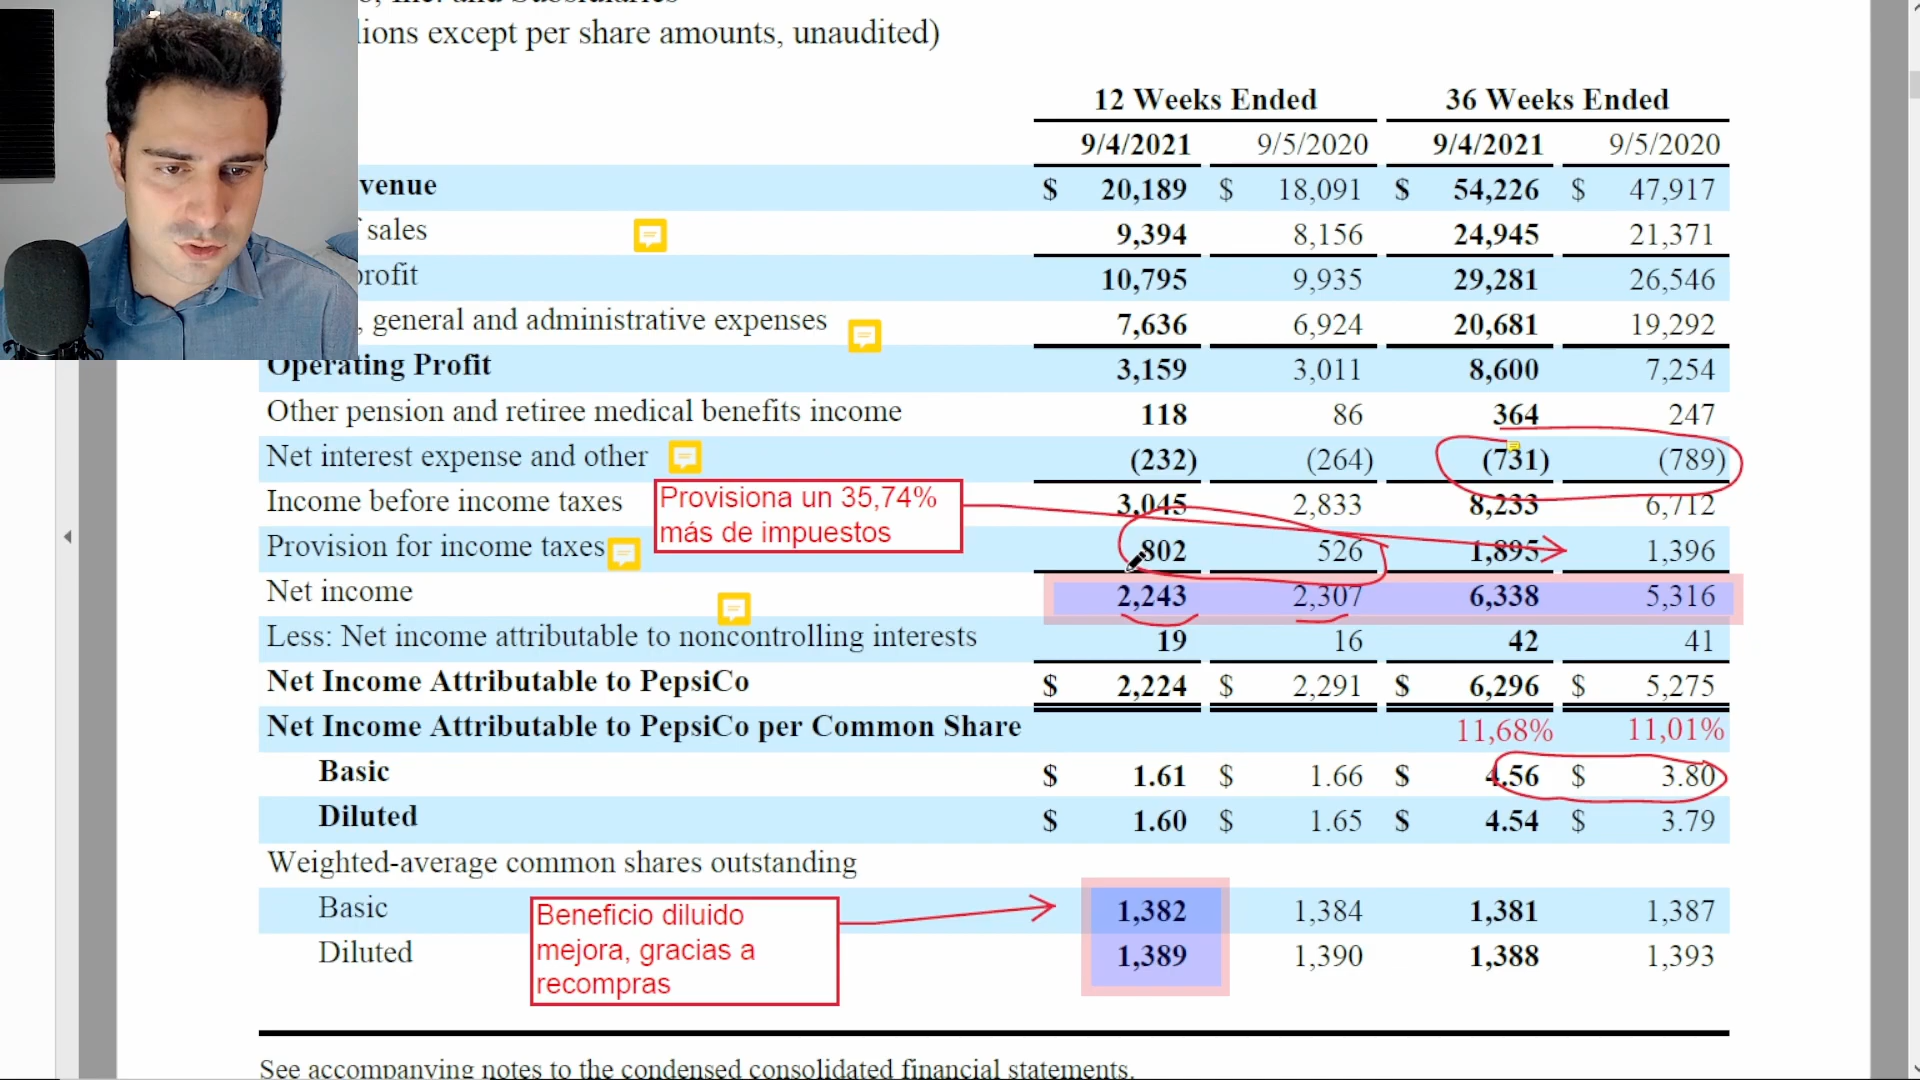 lions except per share amounts, unaudited)
12 Weeks Ended 36 Weeks Ended
9/4/2021 9/5/2020 9/4/2021 9/5/2020
venue $ 20,189 $ 18,091 $ 54,226 $ 47,917
sales 9,394 8,156 24,945 21,371
profit 10,795 9,935 29,281 26,546
, general and administrative expenses 7,636 6,924 20,681 19,292
Operating Profit 3,159 3,011 8,600 7,254
Other pension and retiree medical benefits income 118 86 364 247
Net interest expense and other (232) (264) (731) (789)
Income before income taxes 3,045 2,833 8,233 6,712
Provisiona un 35,74%
más de impuestos
Provision for income taxes 802 526 1,895 1,396
Net income 2,243 2,307 6,338 5,316
Less: Net income attributable to noncontrolling interests 19 16 42 41
Net Income Attributable to PepsiCo $ 2,224 $ 2,291 $ 6,296 $ 5,275
Net Income Attributable to PepsiCo per Common Share 11,68% 11,01%
Basic $ 1.61 $ 1.66 $ 4.56 $ 3.80
Diluted $ 1.60 $ 1.65 $ 4.54 $ 3.79
Weighted-average common shares outstanding
Basic 1,382 1,384 1,381 1,387
Diluted 1,389 1,390 1,388 1,393
Beneficio diluido
mejora, gracias a
recompras
See accompanying notes to the condensed consolidated financial statements.